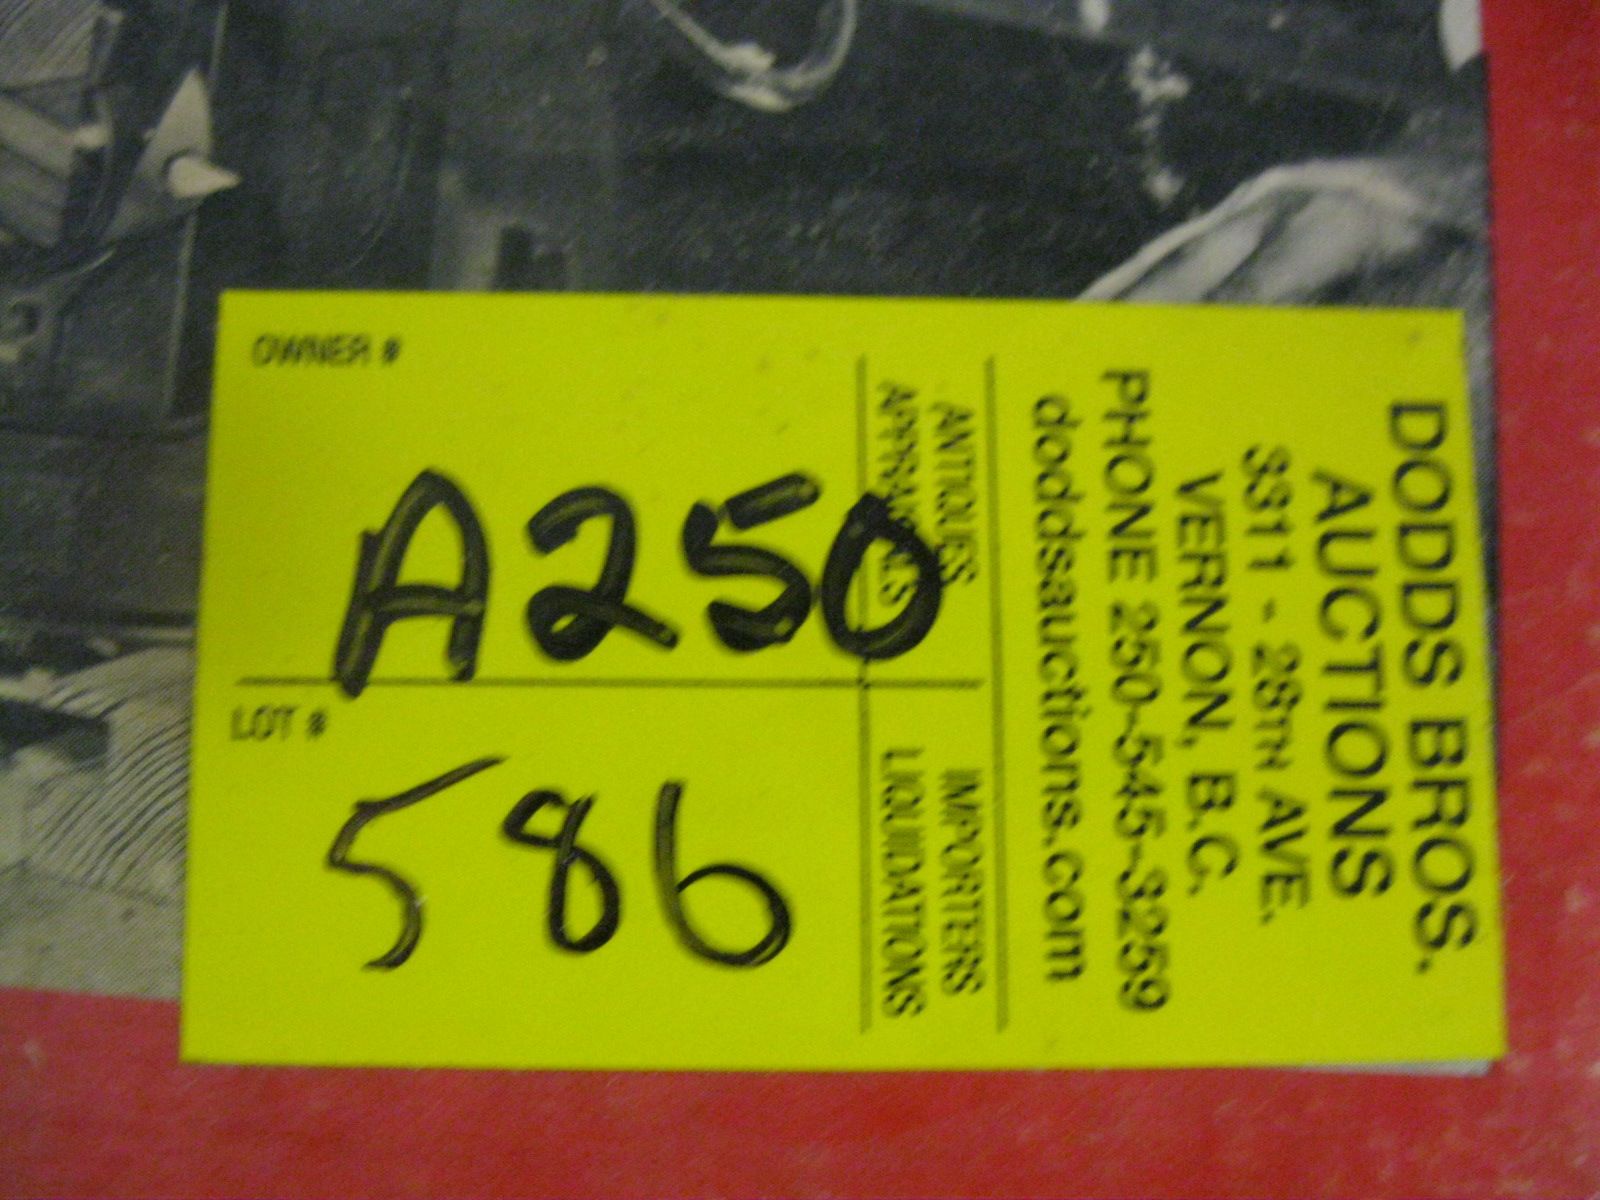 DODDS BROS.
AUCTIONS
3311 - 28TH AVE.
VERNON, B.C.
PHONE 250-545-3259
doddsauctions.com
ANTIQUES
APPRAISALS
IMPORTERS
LIQUIDATIONS
OWNER #
A250
LOT #
586